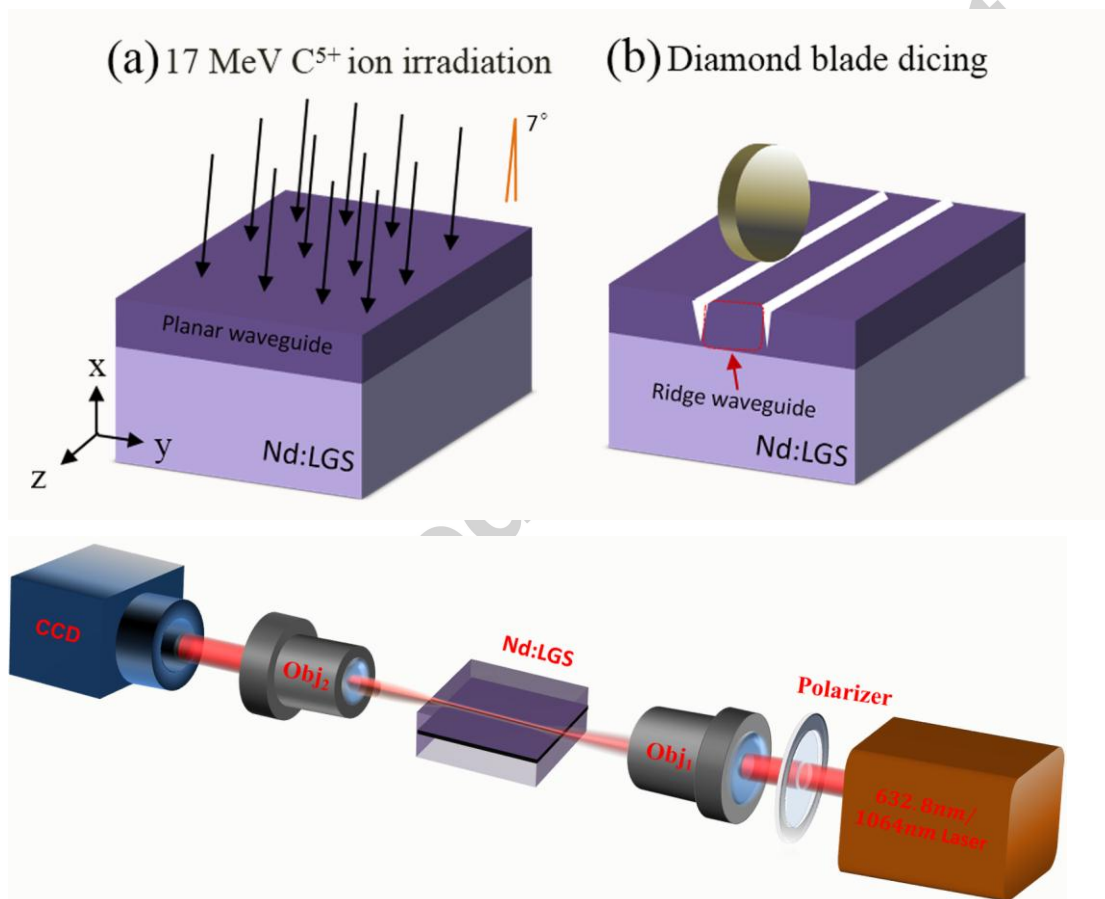 (a) 17 MeV C⁵⁺ ion irradiation
7°
Planar waveguide
x
y
z
Nd:LGS
(b) Diamond blade dicing
Ridge waveguide
Nd:LGS
CCD
Obj₂
Nd:LGS
Obj₁
Polarizer
632.8nm/
1064nm Laser